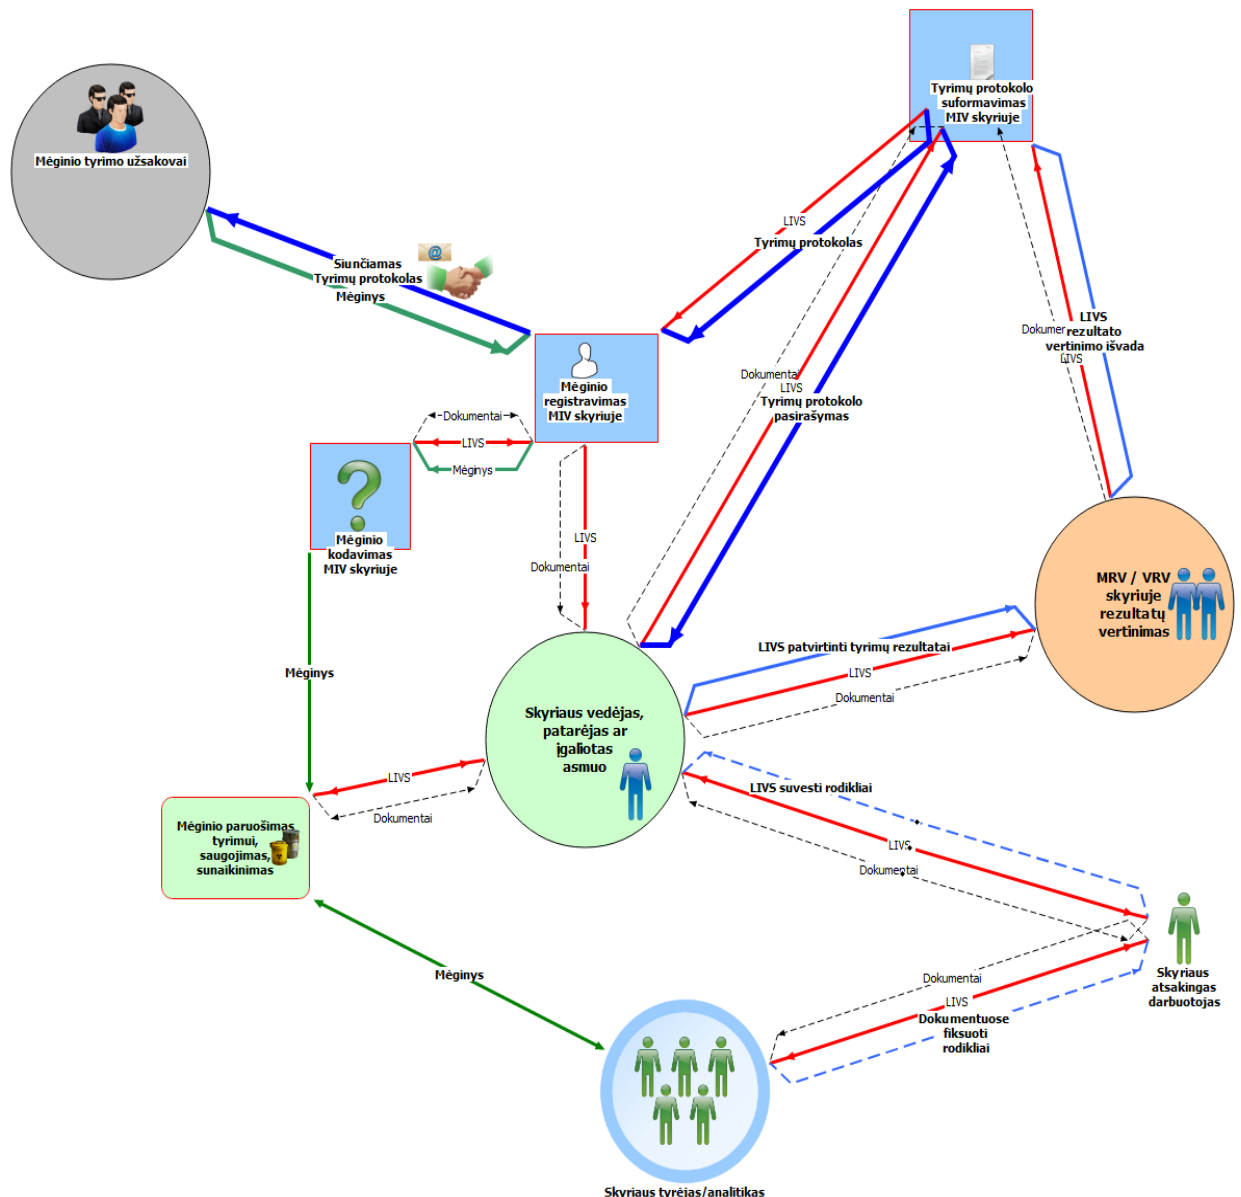 Tyrimų protokolo
suformavimas
MIV skyriuje
Mėginio tyrimo užsakovai
@
LIVS
Tyrimų protokolas
Siunčiamas
Tyrimų protokolas
Mėginys
LIVS
rezultato
vertinimo išvada
Dokumen
LIVS
Dokumentai
LIVS
Tyrimų protokolo
pasirašymas
Mėginio
registravimas
MIV skyriuje
Dokumentai
LIVS
Mėginys
Mėginio
kodavimas
MIV skyriuje
LIVS
Dokumentai
MRV / VRV
skyriuje
rezultatų
vertinimas
Mėginys
LIVS patvirtinti tyrimų rezultatai
LIVS
Dokumentai
Skyriaus vedėjas,
patarėjas ar
įgaliotas
asmuo
LIVS
Dokumentai
LIVS suvesti rodikliai
LIVS
Dokumentai
Mėginio paruošimas
tyrimui,
saugojimas,
sunaikinimas
Mėginys
Dokumentai
LIVS
Dokumentuose
fiksuoti
rodikliai
Skyriaus
atsakingas
darbuotojas
Skyriaus tyrėjas/analitikas